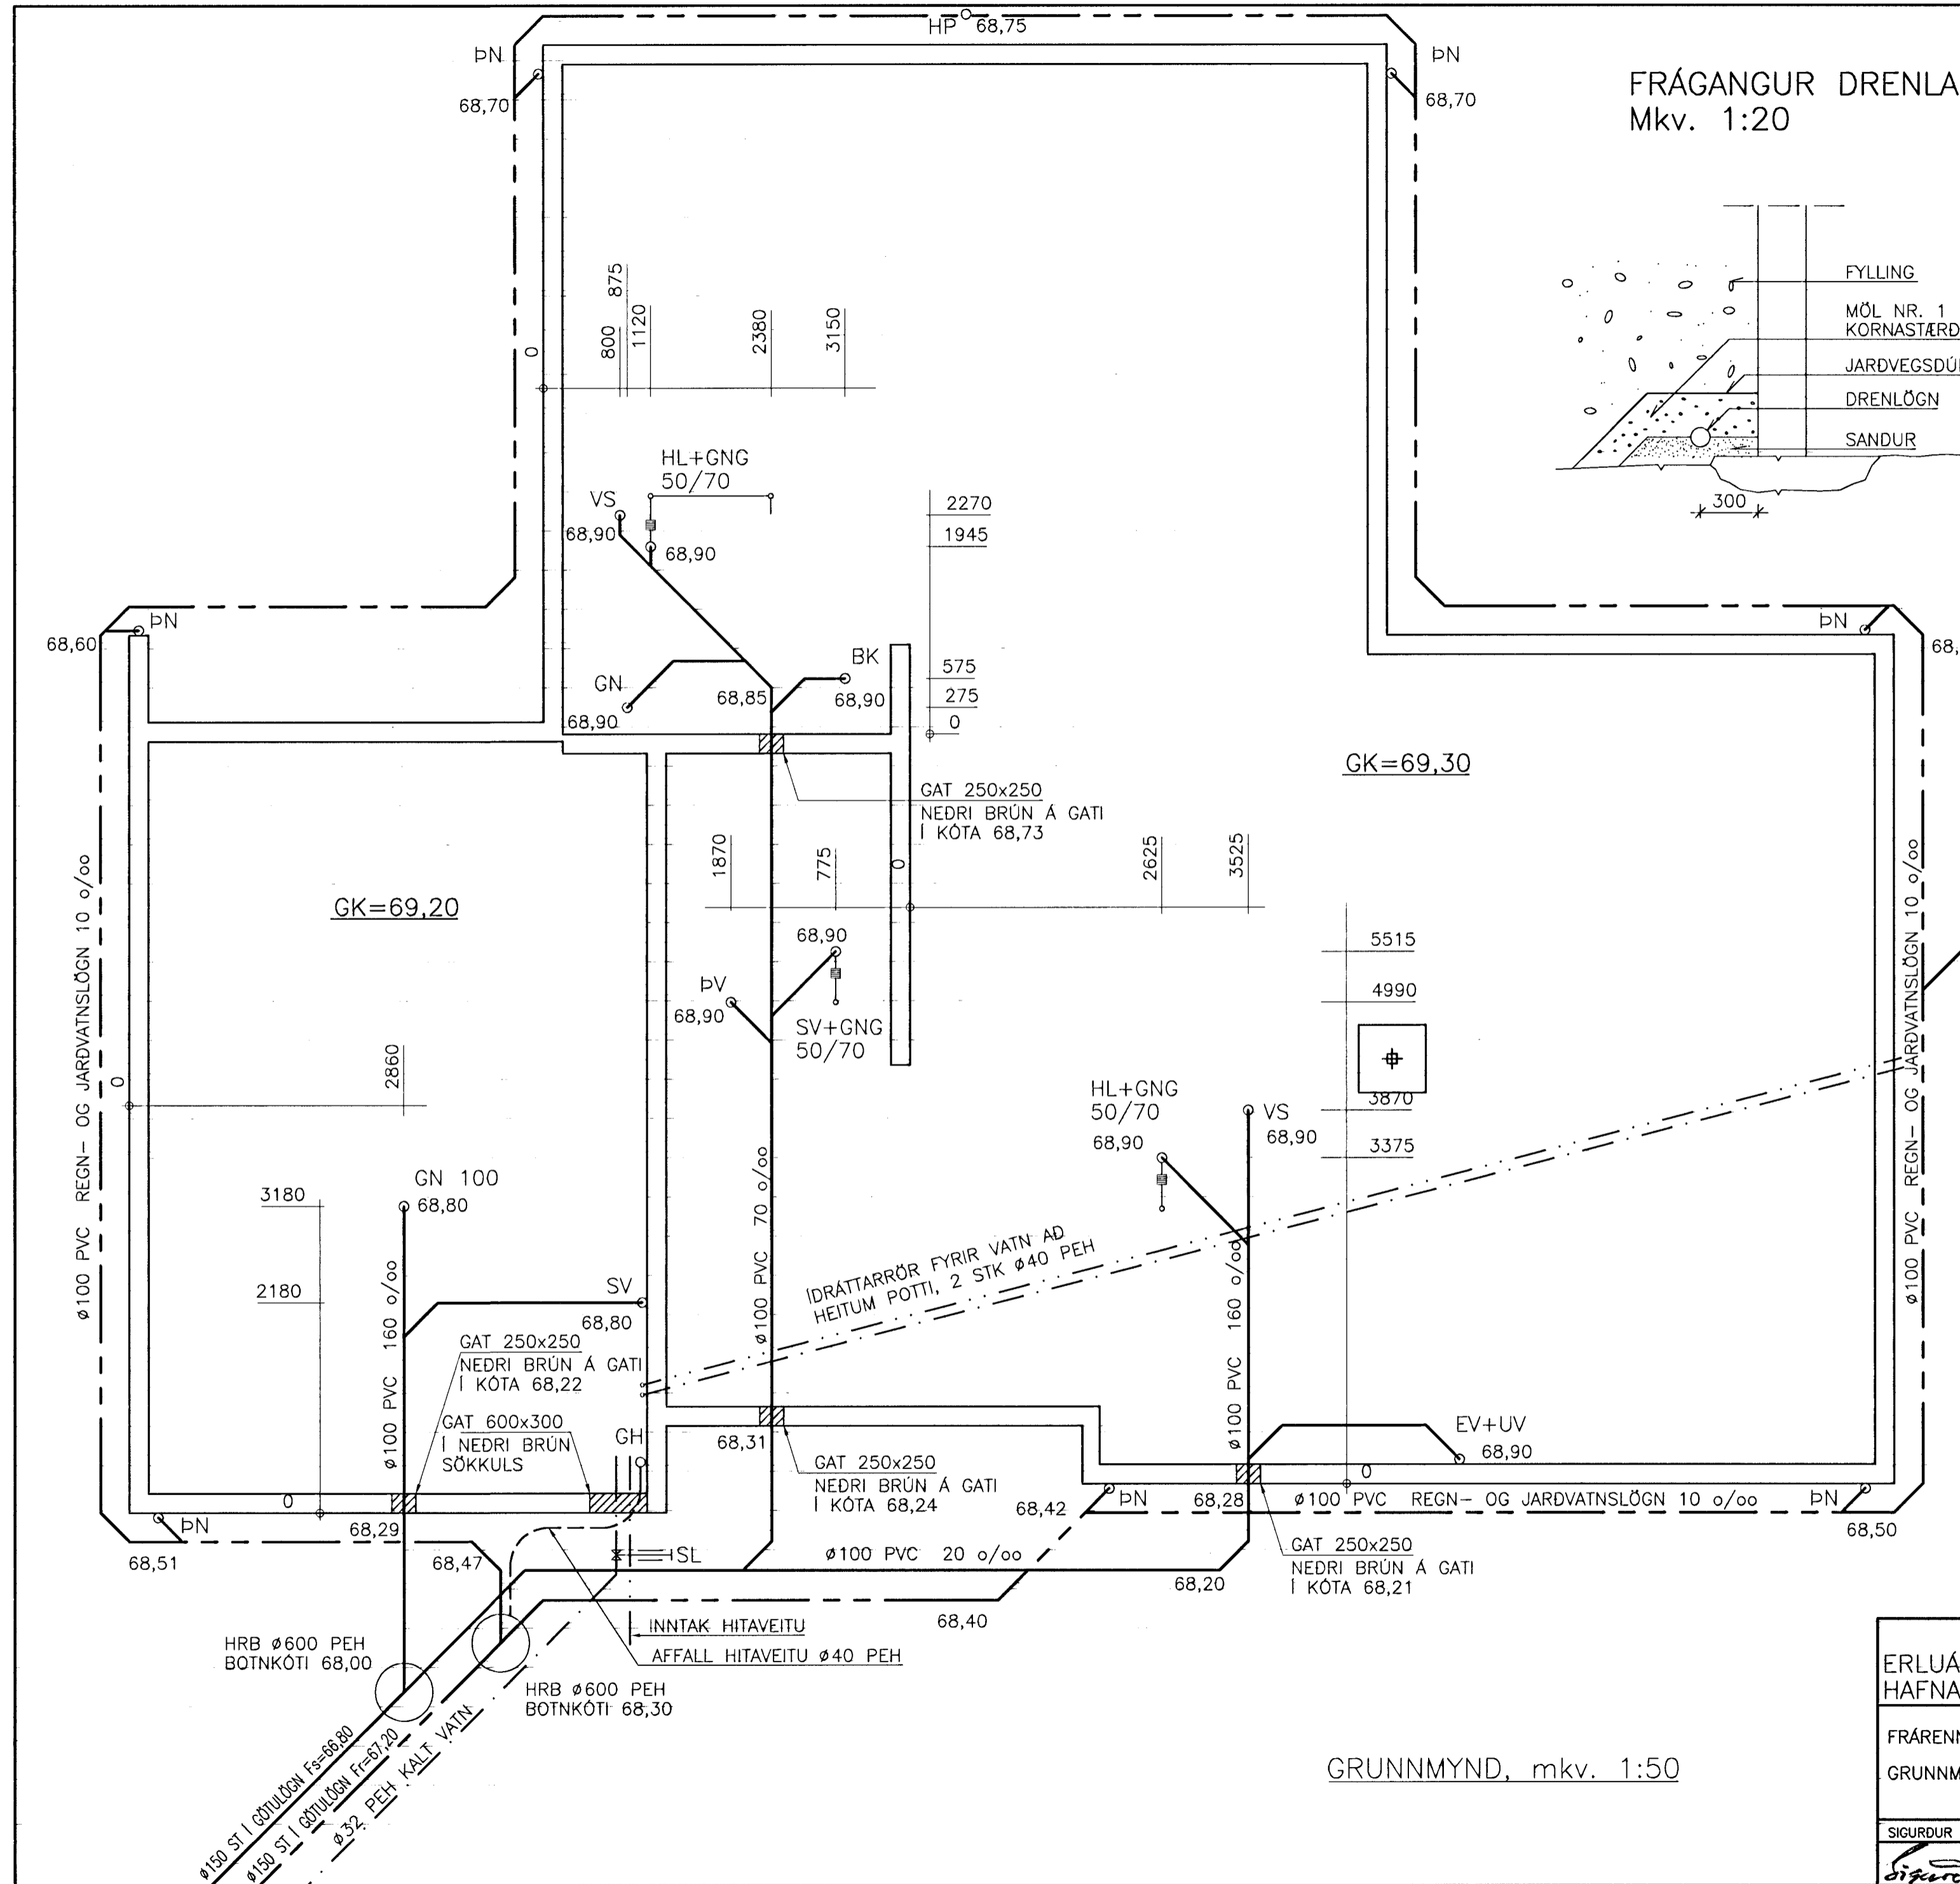 HP 68,75
ÞN
68,70
ÞN
68,70
FRÁGANGUR DRENLA
Mkv. 1:20
FYLLING
MÖL NR. 1
KORNASTÆRÐ
JARÐVEGSDÚ
DRENLÖGN
SANDUR
300
0
800
875
1120
2380
3150
HL+GNG
50/70
VS
68,90
68,90
2270
1945
575
275
0
ÞN
68,60
GN
68,90
68,85
BK
68,90
ÞN
68,
GAT 250x250
NEÐRI BRÚN Á GATI
Í KÓTA 68,73
GK=69,30
GK=69,20
1870
775
0
2625
3525
68,90
ÞV
68,90
SV+GNG
50/70
5515
4990
3870
3375
HL+GNG
50/70
68,90
VS
68,90
ø100 PVC REGN- OG JARÐVATNSLÖGN 10 o/oo
0
2860
GN 100
68,80
3180
2180
ø100 PVC 160 o/oo
SV
68,80
ø100 PVC 70 o/oo
ÍDRÁTTARRÖR FYRIR VATN AÐ
HEITUM POTTI, 2 STK ø40 PEH
ø100 PVC 160 o/oo
ø100 PVC REGN- OG JARÐVATNSLÖGN 10 o/oo
GAT 250x250
NEÐRI BRÚN Á GATI
Í KÓTA 68,22
GAT 600x300
Í NEÐRI BRÚN
SÖKKULS
GH
68,31
GAT 250x250
NEÐRI BRÚN Á GATI
Í KÓTA 68,24
EV+UV
68,90
0
0
ÞN
68,51
68,29
68,47
SL
ø100 PVC 20 o/oo
68,42
ÞN
68,28
ø100 PVC REGN- OG JARÐVATNSLÖGN 10 o/oo
ÞN
68,50
GAT 250x250
NEÐRI BRÚN Á GATI
Í KÓTA 68,21
68,20
68,40
INNTAK HITAVEITU
AFFALL HITAVEITU ø40 PEH
HRB ø600 PEH
BOTNKÓTI 68,00
HRB ø600 PEH
BOTNKÓTI 68,30
ø150 ST Í GÖTULÖGN Fs=66,80
ø150 ST Í GÖTULÖGN Fr=67,20
ø32 PEH KALT VATN
GRUNNMYND, mkv. 1:50
ERLUÁ
HAFNA
FRÁREN
GRUNNM
SIGURÐUR